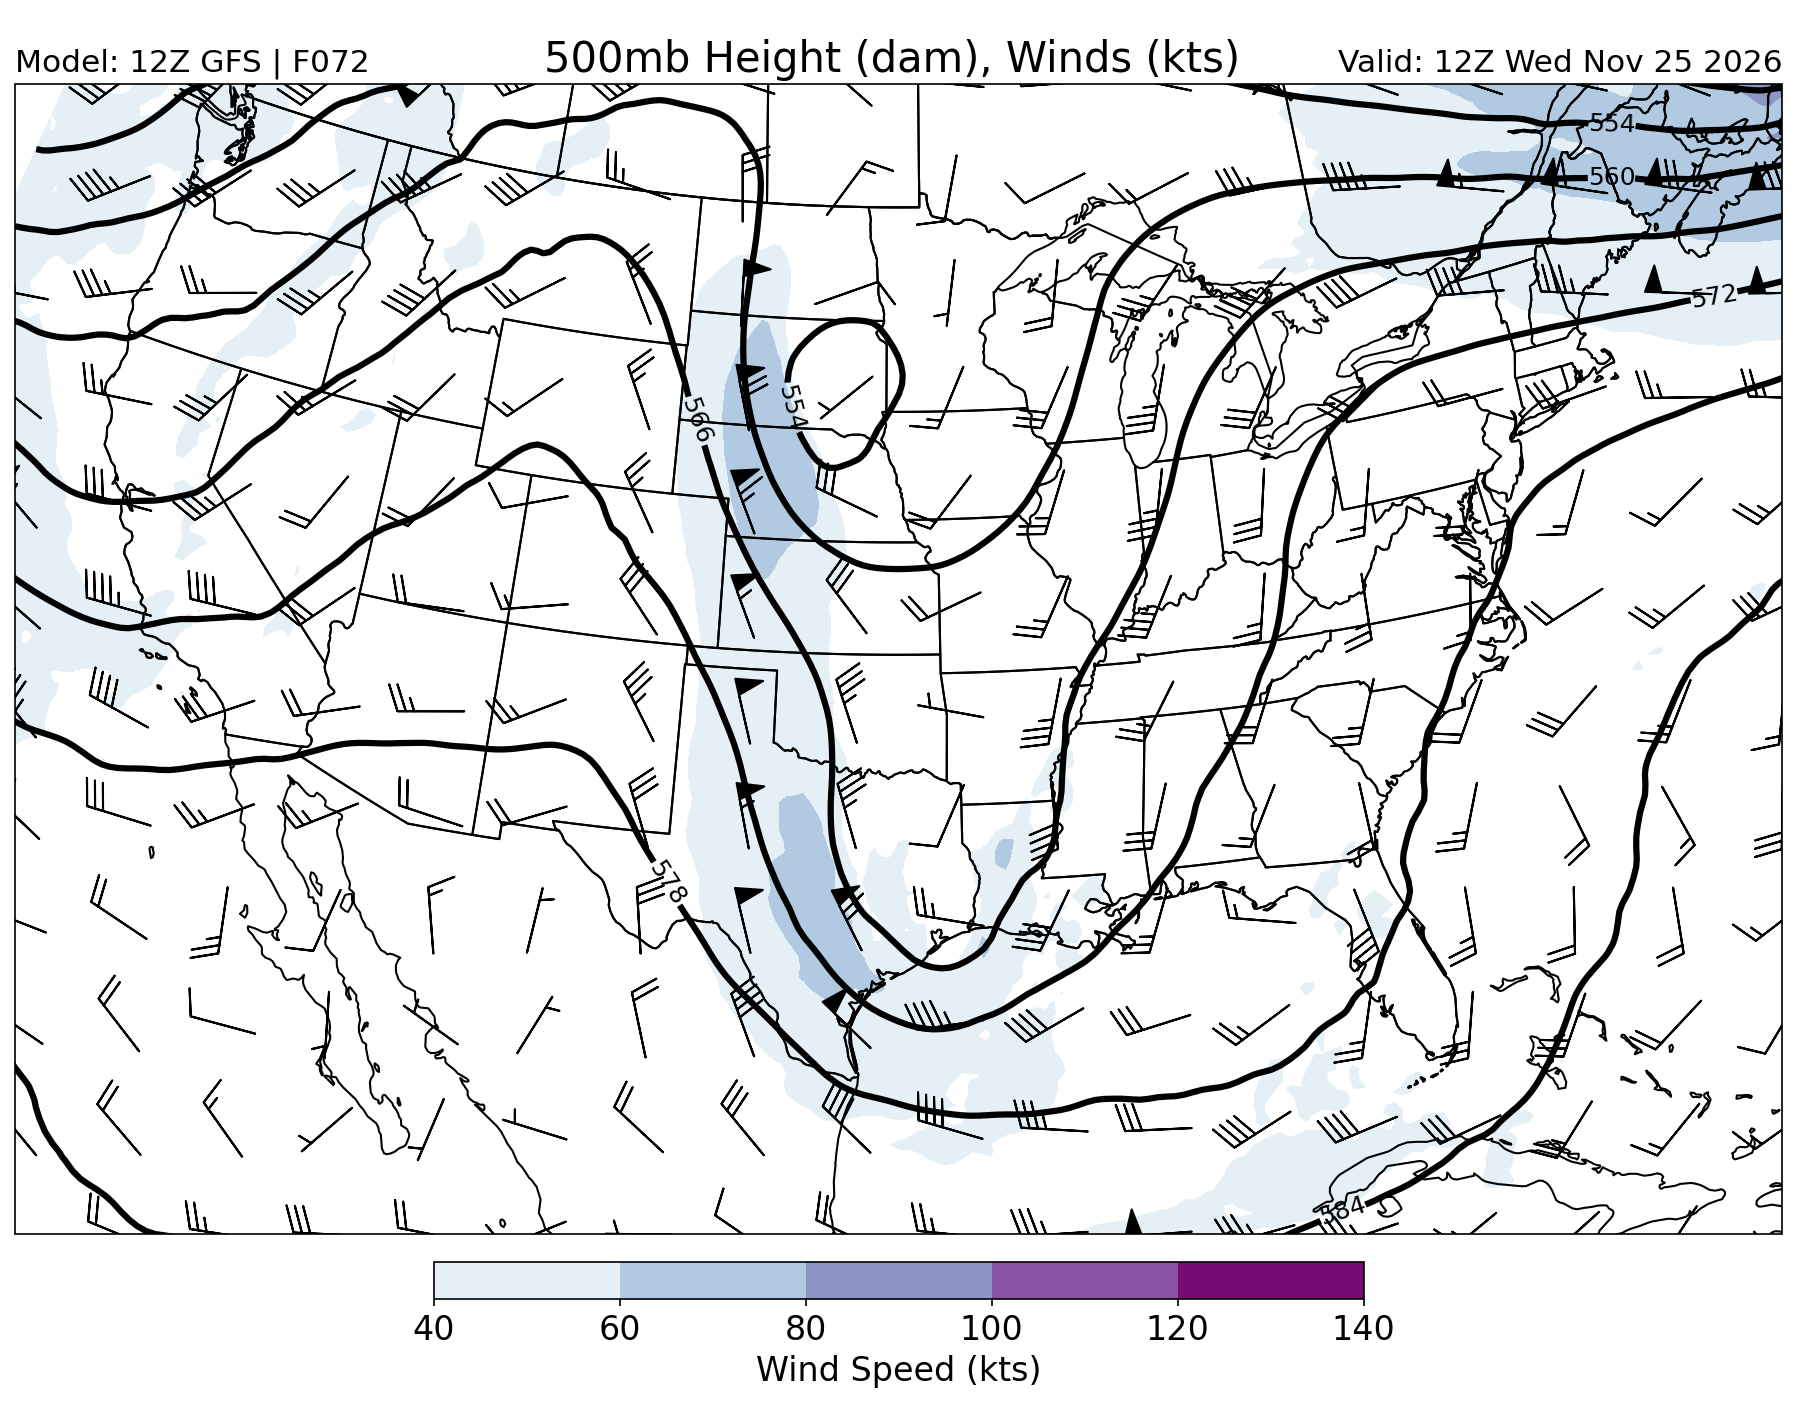 Model: 12Z GFS | F072
500mb Height (dam), Winds (kts)
Valid: 12Z Wed Nov 25 2026
554
560
572
566
554
578
584
40 60 80 100 120 140
Wind Speed (kts)